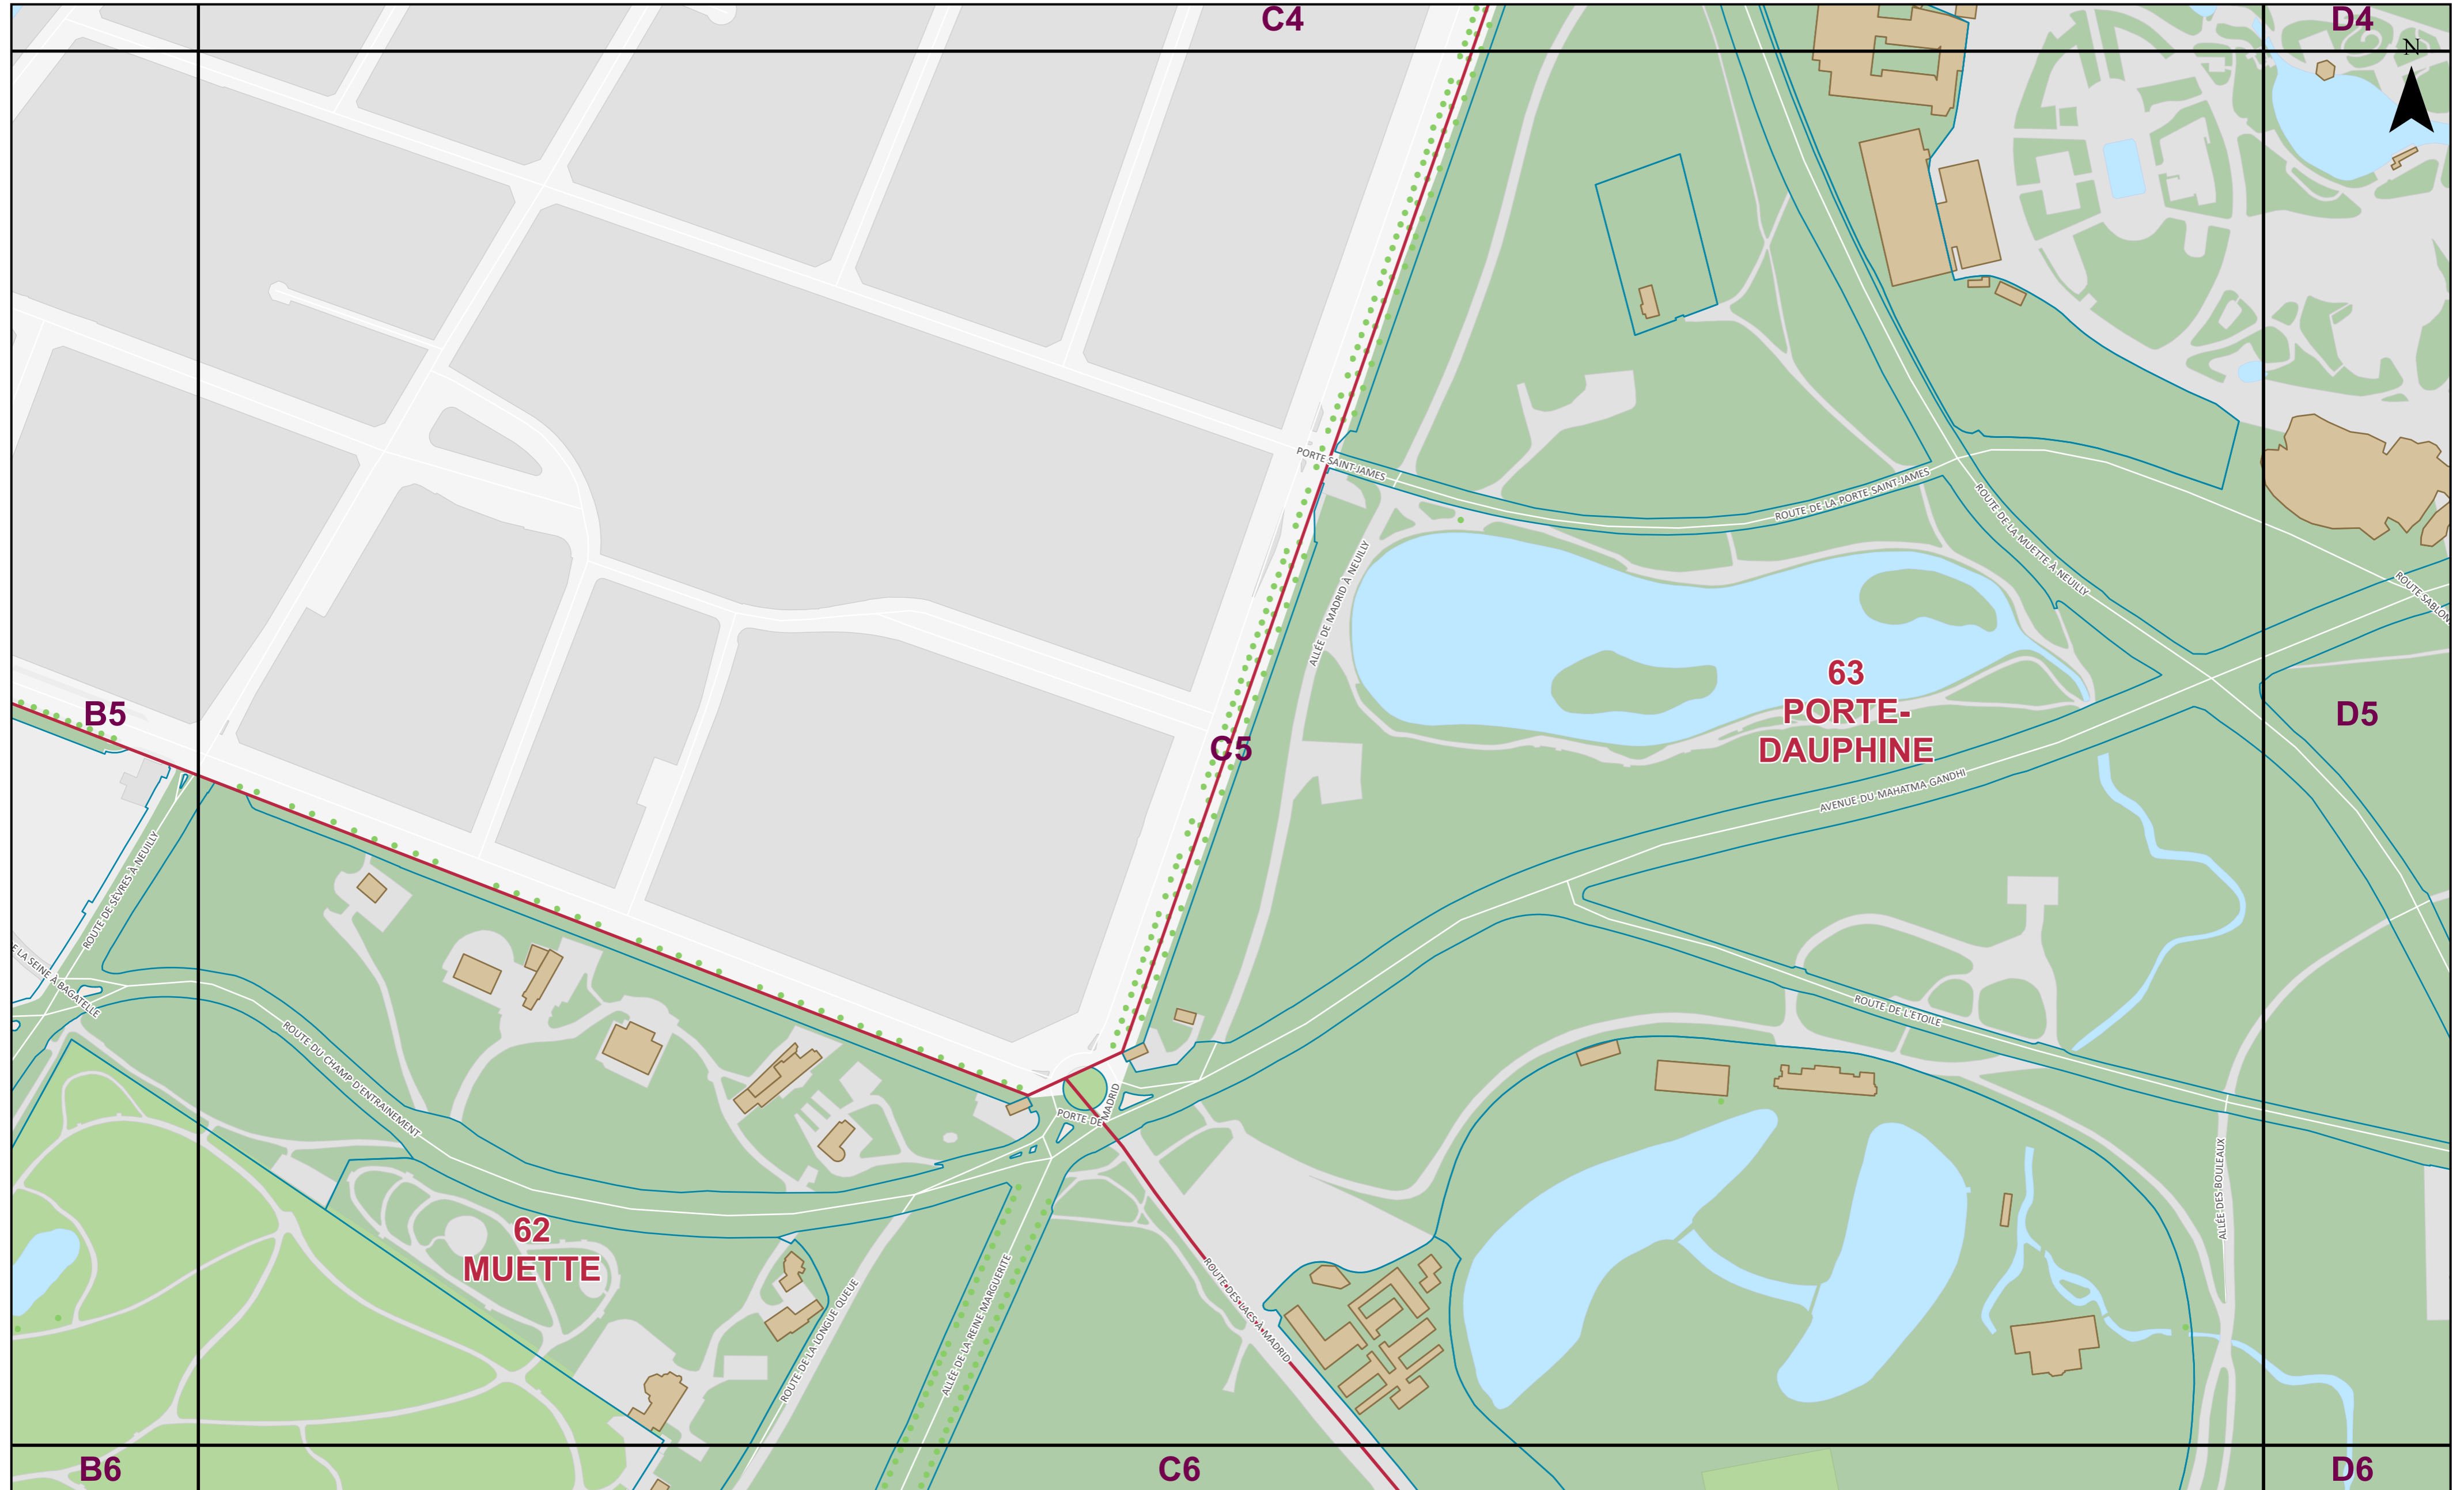 C4
D4
N
PORTE SAINT-JAMES
ROUTE DE LA PORTE SAINT-JAMES
ROUTE DE LA MUETTE À NEUILLY
ROUTE SABLON
ALLÉE DE MADRID À NEUILLY
63
PORTE-
DAUPHINE
B5
C5
D5
AVENUE DU MAHATMA GANDHI
ROUTE DE SÈVRES À NEUILLY
E LA SEINE À BAGATELLE
ROUTE DU CHAMP D'ENTRAINEMENT
ROUTE DE L'ETOILE
PORTE DE MADRID
ALLÉE DES BOULEAUX
62
MUETTE
ROUTE DE LA LONGUE QUEUE
ALLÉE DE LA REINE MARGUERITE
ROUTE DES LACS À MADRID
B6
C6
D6